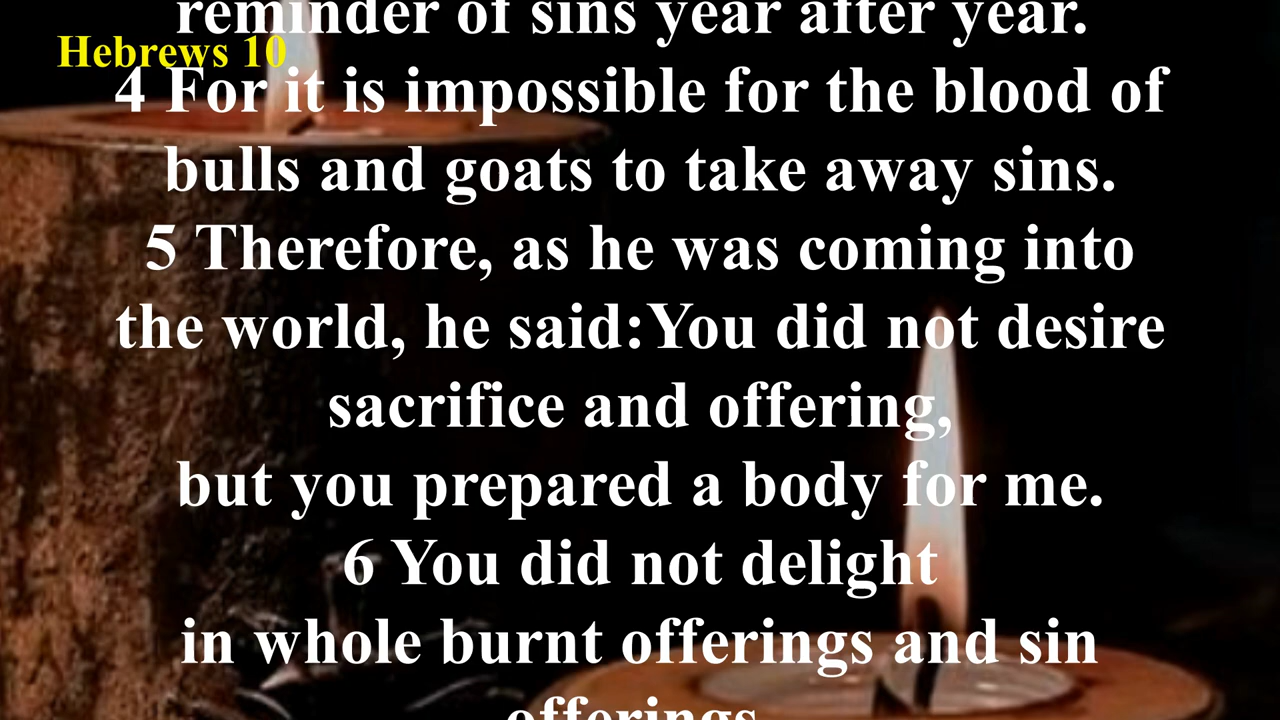 reminder of sins year after year.
Hebrews 10
4 For it is impossible for the blood of
bulls and goats to take away sins.
5 Therefore, as he was coming into
the world, he said:You did not desire
sacrifice and offering,
but you prepared a body for me.
6 You did not delight
in whole burnt offerings and sin
offerings